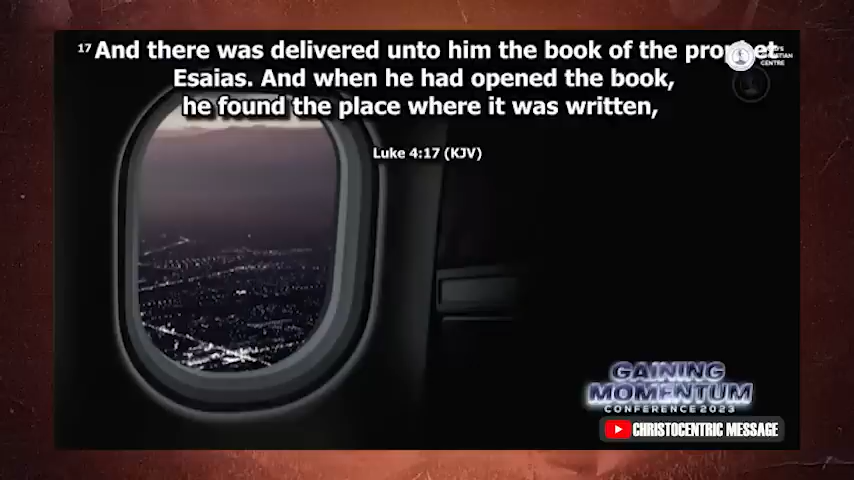 17 And there was delivered unto him the book of the prophet
Esaias. And when he had opened the book,
he found the place where it was written,
Luke 4:17 (KJV)
CENTRE
GAINING
MOMENTUM
CONFERENCE 2023
CHRISTOCENTRIC MESSAGE